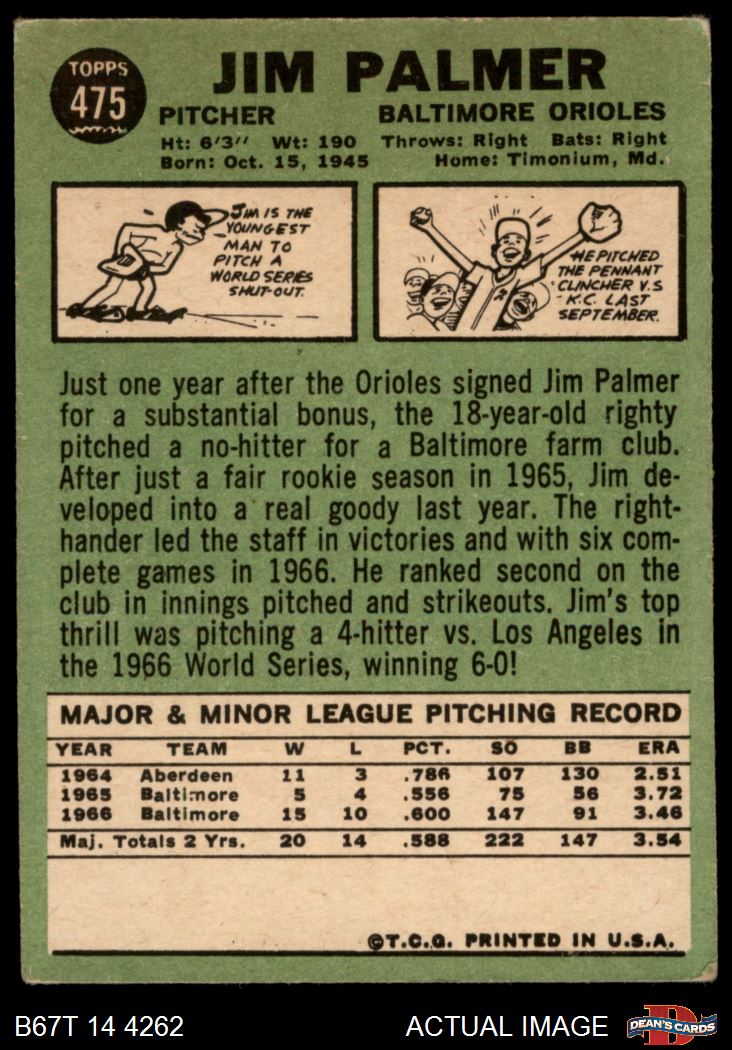 TOPPS
475
JIM PALMER
PITCHER
BALTIMORE ORIOLES
Ht: 6'3" Wt: 190 Throws: Right Bats: Right
Born: Oct. 15, 1945 Home: Timonium, Md.
JIM IS THE
YOUNGEST
MAN TO
PITCH A
WORLD SERIES
SHUT-OUT.
HE PITCHED
THE PENNANT
CLINCHER V.S
K.C. LAST
SEPTEMBER.
Just one year after the Orioles signed Jim Palmer
for a substantial bonus, the 18-year-old righty
pitched a no-hitter for a Baltimore farm club.
After just a fair rookie season in 1965, Jim de-
veloped into a real goody last year. The right-
hander led the staff in victories and with six com-
plete games in 1966. He ranked second on the
club in innings pitched and strikeouts. Jim's top
thrill was pitching a 4-hitter vs. Los Angeles in
the 1966 World Series, winning 6-0!
MAJOR & MINOR LEAGUE PITCHING RECORD
YEAR TEAM W L PCT. SO BB ERA
1964 Aberdeen 11 3 .786 107 130 2.51
1965 Baltimore 5 4 .556 75 56 3.72
1966 Baltimore 15 10 .600 147 91 3.46
Maj. Totals 2 Yrs. 20 14 .588 222 147 3.54
©T.C.G. PRINTED IN U.S.A.
B67T 14 4262
ACTUAL IMAGE
DEAN'S CARDS